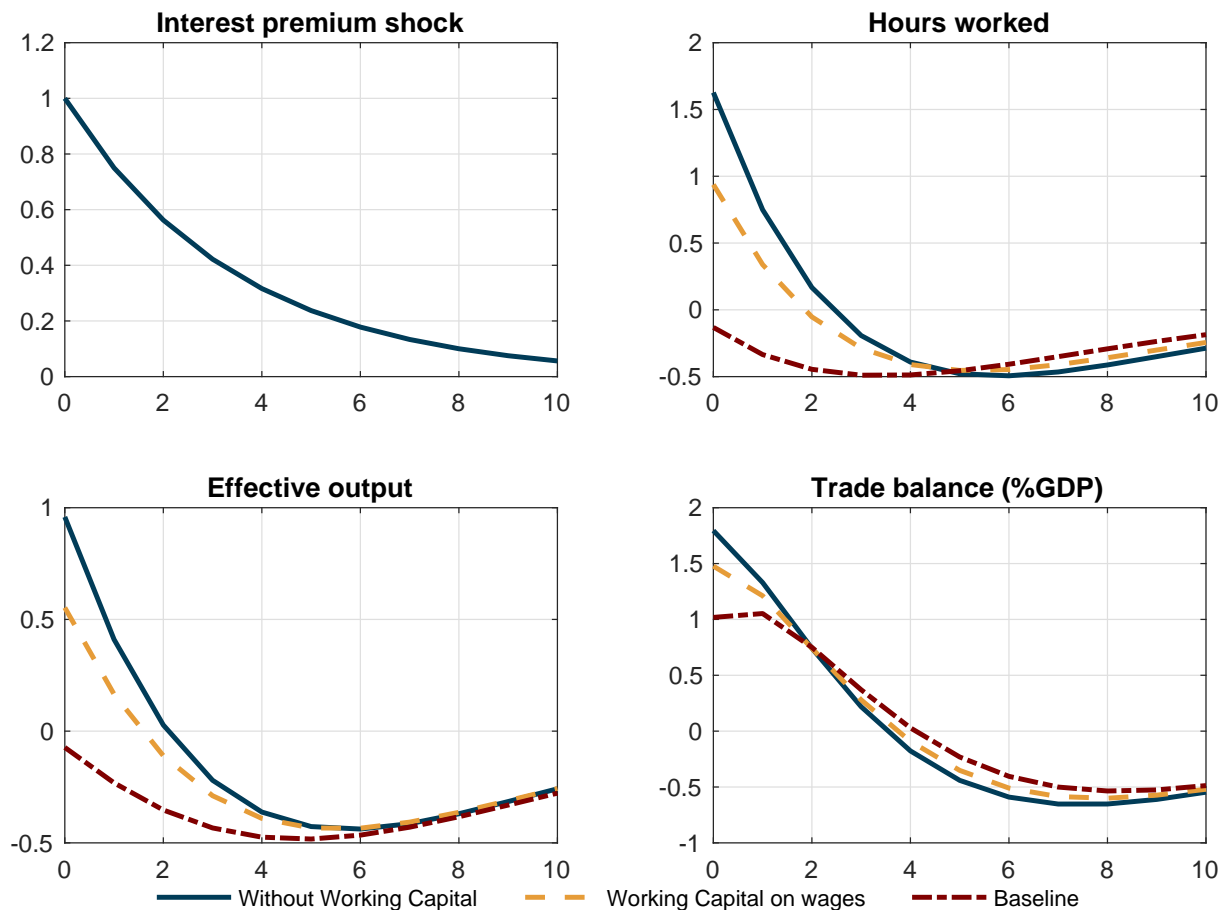 Interest premium shock
1.2
1
0.8
0.6
0.4
0.2
0
0 2 4 6 8 10
Hours worked
2
1.5
1
0.5
0
-0.5
0 2 4 6 8 10
Effective output
1
0.5
0
-0.5
0 2 4 6 8 10
Trade balance (%GDP)
2
1.5
1
0.5
0
-0.5
-1
0 2 4 6 8 10
Without Working Capital Working Capital on wages Baseline